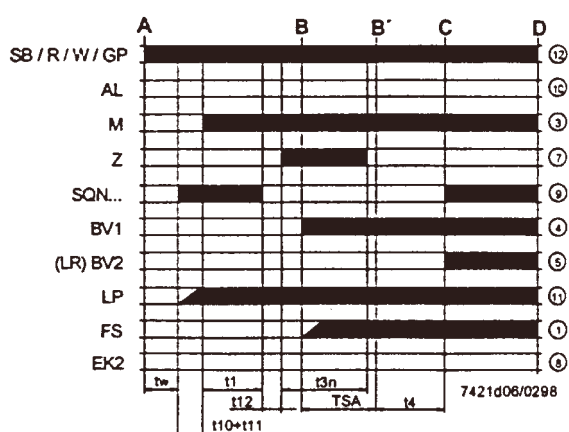 A B B' C D
SB / R / W / GP 12
AL 10
M 3
Z 7
SQN... 9
BV1 4
(LR) BV2 5
LP 11
FS 1
EK2 8
tw t1 t3n
t12 TSA t4 7421d06/0298
t10+t11